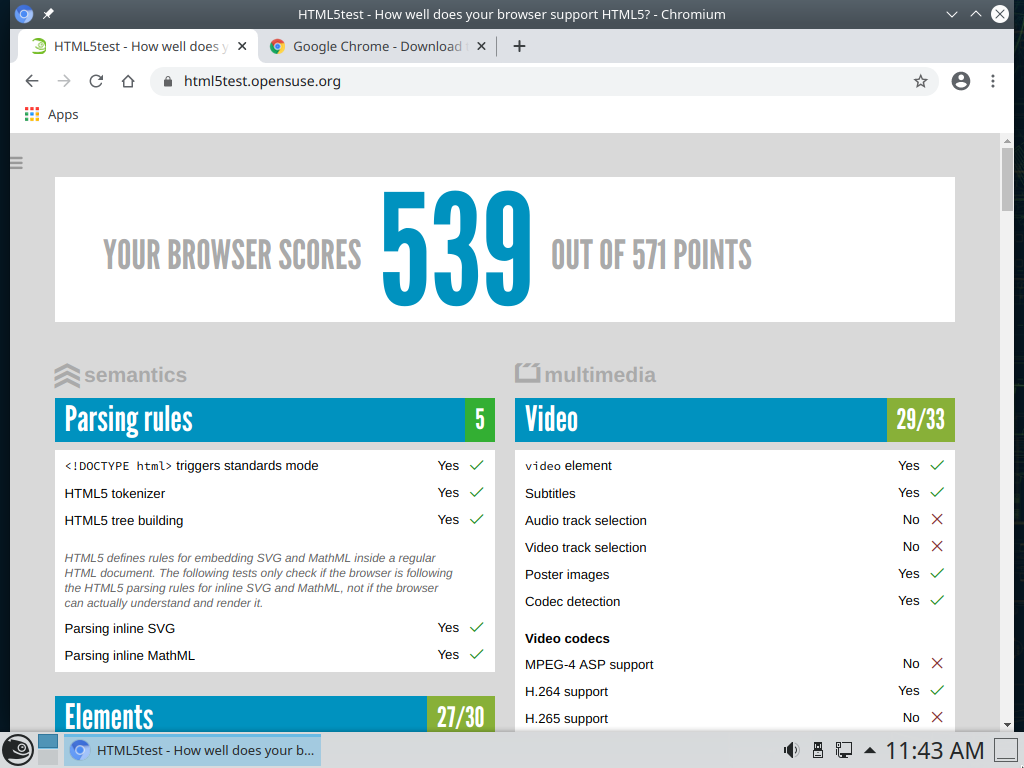 HTML5test - How well does your browser support HTML5? - Chromium
HTML5test - How well does y
Google Chrome - Download
html5test.opensuse.org
Apps
YOUR BROWSER SCORES 539 OUT OF 571 POINTS
semantics
Parsing rules 5
<!DOCTYPE html> triggers standards mode Yes
HTML5 tokenizer Yes
HTML5 tree building Yes
HTML5 defines rules for embedding SVG and MathML inside a regular
HTML document. The following tests only check if the browser is following
the HTML5 parsing rules for inline SVG and MathML, not if the browser
can actually understand and render it.
Parsing inline SVG Yes
Parsing inline MathML Yes
Elements 27/30
multimedia
Video 29/33
video element Yes
Subtitles Yes
Audio track selection No
Video track selection No
Poster images Yes
Codec detection Yes
Video codecs
MPEG-4 ASP support No
H.264 support Yes
H.265 support No
HTML5test - How well does your b...
11:43 AM